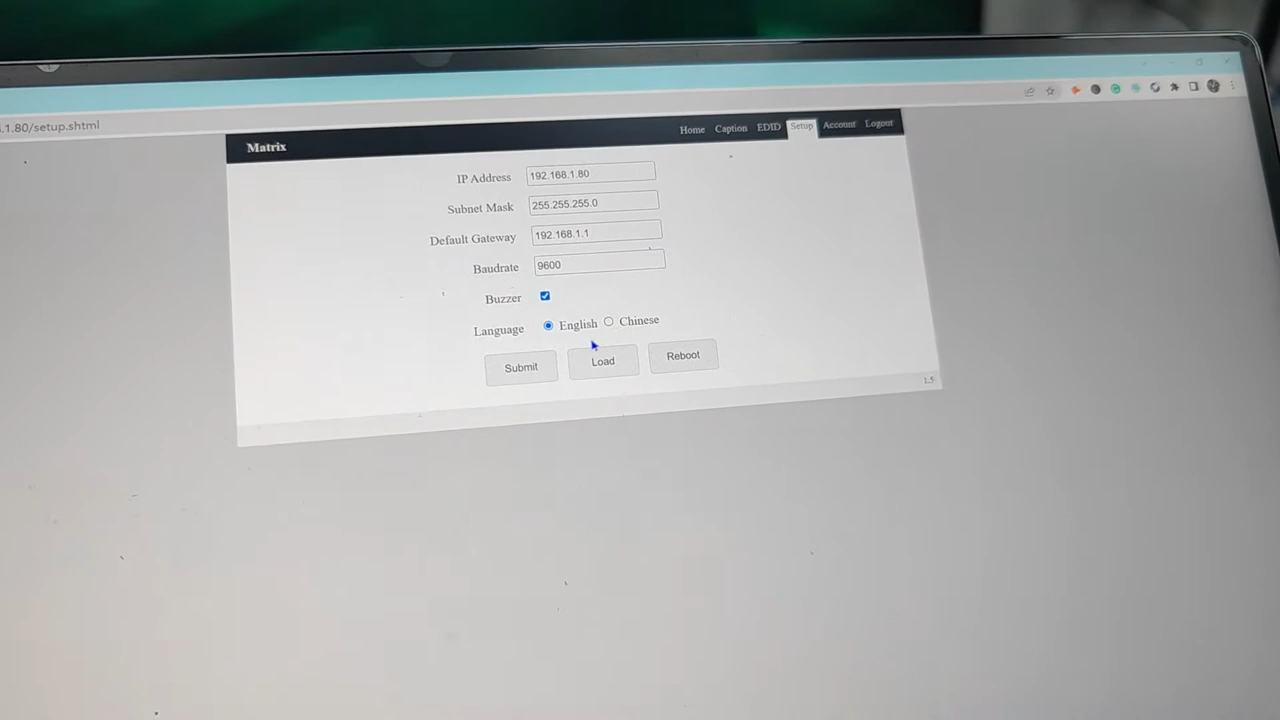 .1.80/setup.shtml
Matrix
Home Caption EDID Setup Account Logout
IP Address 192.168.1.80
Subnet Mask 255.255.255.0
Default Gateway 192.168.1.1
Baudrate 9600
Buzzer
Language English Chinese
Submit Load Reboot
1.5